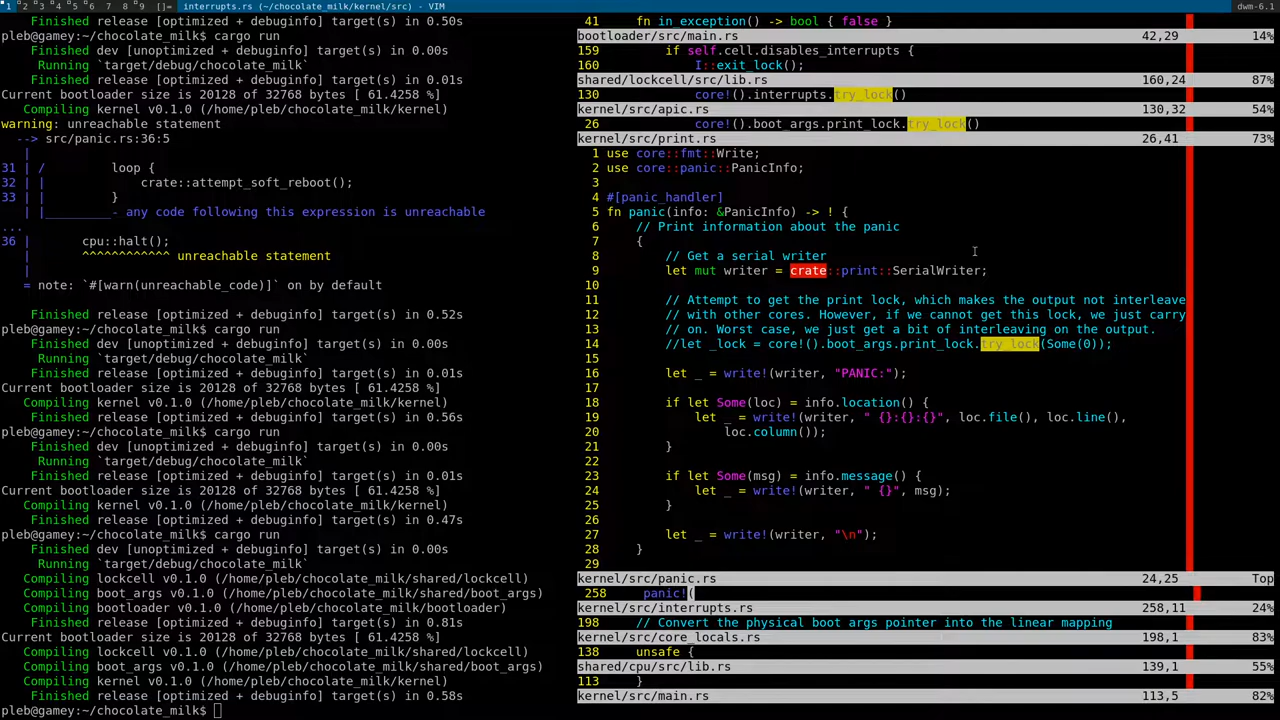 1 2 3 4 5 6 7 8 9 []= interrupts.rs (~/chocolate_milk/kernel/src) - VIM dwm-6.1
Finished release [optimized + debuginfo] target(s) in 0.50s
pleb@gamey:~/chocolate_milk$ cargo run
Finished dev [unoptimized + debuginfo] target(s) in 0.00s
Running `target/debug/chocolate_milk`
Finished release [optimized + debuginfo] target(s) in 0.01s
Current bootloader size is 20128 of 32768 bytes [ 61.4258 %]
Compiling kernel v0.1.0 (/home/pleb/chocolate_milk/kernel)
warning: unreachable statement
--> src/panic.rs:36:5
|
31 | / loop {
32 | | crate::attempt_soft_reboot();
33 | | }
| |_________- any code following this expression is unreachable
...
36 | cpu::halt();
| ^^^^^^^^^^^^ unreachable statement
|
= note: `#[warn(unreachable_code)]` on by default
Finished release [optimized + debuginfo] target(s) in 0.52s
pleb@gamey:~/chocolate_milk$ cargo run
Finished dev [unoptimized + debuginfo] target(s) in 0.00s
Running `target/debug/chocolate_milk`
Finished release [optimized + debuginfo] target(s) in 0.01s
Current bootloader size is 20128 of 32768 bytes [ 61.4258 %]
Compiling kernel v0.1.0 (/home/pleb/chocolate_milk/kernel)
Finished release [optimized + debuginfo] target(s) in 0.56s
pleb@gamey:~/chocolate_milk$ cargo run
Finished dev [unoptimized + debuginfo] target(s) in 0.00s
Running `target/debug/chocolate_milk`
Finished release [optimized + debuginfo] target(s) in 0.01s
Current bootloader size is 20128 of 32768 bytes [ 61.4258 %]
Compiling kernel v0.1.0 (/home/pleb/chocolate_milk/kernel)
Finished release [optimized + debuginfo] target(s) in 0.47s
pleb@gamey:~/chocolate_milk$ cargo run
Finished dev [unoptimized + debuginfo] target(s) in 0.00s
Running `target/debug/chocolate_milk`
Compiling lockcell v0.1.0 (/home/pleb/chocolate_milk/shared/lockcell)
Compiling boot_args v0.1.0 (/home/pleb/chocolate_milk/shared/boot_args)
Compiling bootloader v0.1.0 (/home/pleb/chocolate_milk/bootloader)
Finished release [optimized + debuginfo] target(s) in 0.81s
Current bootloader size is 20128 of 32768 bytes [ 61.4258 %]
Compiling lockcell v0.1.0 (/home/pleb/chocolate_milk/shared/lockcell)
Compiling boot_args v0.1.0 (/home/pleb/chocolate_milk/shared/boot_args)
Compiling kernel v0.1.0 (/home/pleb/chocolate_milk/kernel)
Finished release [optimized + debuginfo] target(s) in 0.58s
pleb@gamey:~/chocolate_milk$
41 fn in_exception() -> bool { false }
bootloader/src/main.rs 42,29 14%
159 if self.cell.disables_interrupts {
160 I::exit_lock();
shared/lockcell/src/lib.rs 160,24 87%
130 core!().interrupts.try_lock()
kernel/src/apic.rs 130,32 54%
26 core!().boot_args.print_lock.try_lock()
kernel/src/print.rs 26,41 73%
1 use core::fmt::Write;
2 use core::panic::PanicInfo;
3
4 #[panic_handler]
5 fn panic(info: &PanicInfo) -> ! {
6 // Print information about the panic
7 {
8 // Get a serial writer
9 let mut writer = crate::print::SerialWriter;
10
11 // Attempt to get the print lock, which makes the output not interleave
12 // with other cores. However, if we cannot get this lock, we just carry
13 // on. Worst case, we just get a bit of interleaving on the output.
14 //let _lock = core!().boot_args.print_lock.try_lock(Some(0));
15
16 let _ = write!(writer, "PANIC:");
17
18 if let Some(loc) = info.location() {
19 let _ = write!(writer, " {}:{}:{}", loc.file(), loc.line(),
20 loc.column());
21 }
22
23 if let Some(msg) = info.message() {
24 let _ = write!(writer, " {}", msg);
25 }
26
27 let _ = write!(writer, "\n");
28 }
29
kernel/src/panic.rs 24,25 Top
258 panic!(
kernel/src/interrupts.rs 258,11 24%
198 // Convert the physical boot args pointer into the linear mapping
kernel/src/core_locals.rs 198,1 83%
138 unsafe {
shared/cpu/src/lib.rs 139,1 55%
113 }
kernel/src/main.rs 113,5 82%